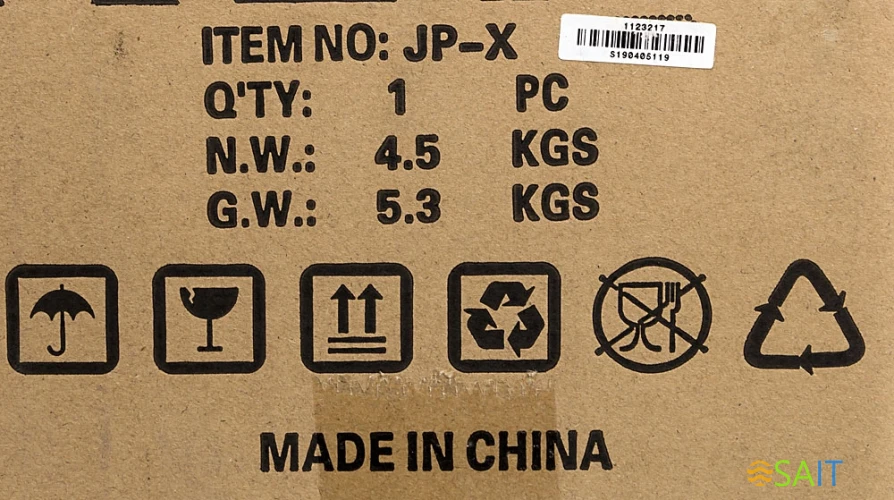 ITEM NO: JP-X
1123217
S190405119
Q'TY: 1 PC
N.W.: 4.5 KGS
G.W.: 5.3 KGS
MADE IN CHINA
SAIT